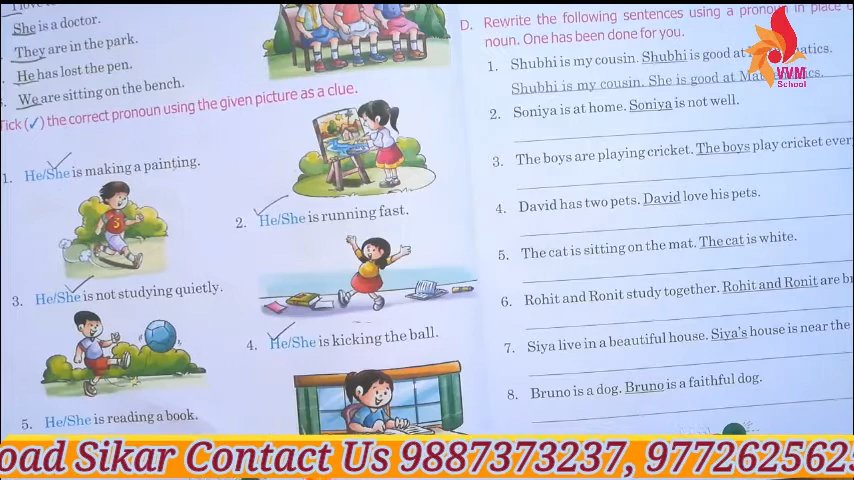 She is a doctor.
They are in the park.
He has lost the pen.
We are sitting on the bench.
Tick (✓) the correct pronoun using the given picture as a clue.
1. He/She is making a painting.
2. He/She is running fast.
3. He/She is not studying quietly.
4. He/She is kicking the ball.
5. He/She is reading a book.
D. Rewrite the following sentences using a pronoun in place o
noun. One has been done for you.
1. Shubhi is my cousin. Shubhi is good at
Shubhi is my cousin. She is good at
2. Soniya is at home. Soniya is not well.
3. The boys are playing cricket. The boys play cricket ever
4. David has two pets. David love his pets.
5. The cat is sitting on the mat. The cat is white.
6. Rohit and Ronit study together. Rohit and Ronit are br
7. Siya live in a beautiful house. Siya's house is near the
8. Bruno is a dog. Bruno is a faithful dog.
VVM
School
oad Sikar Contact Us 9887373237, 9772625625